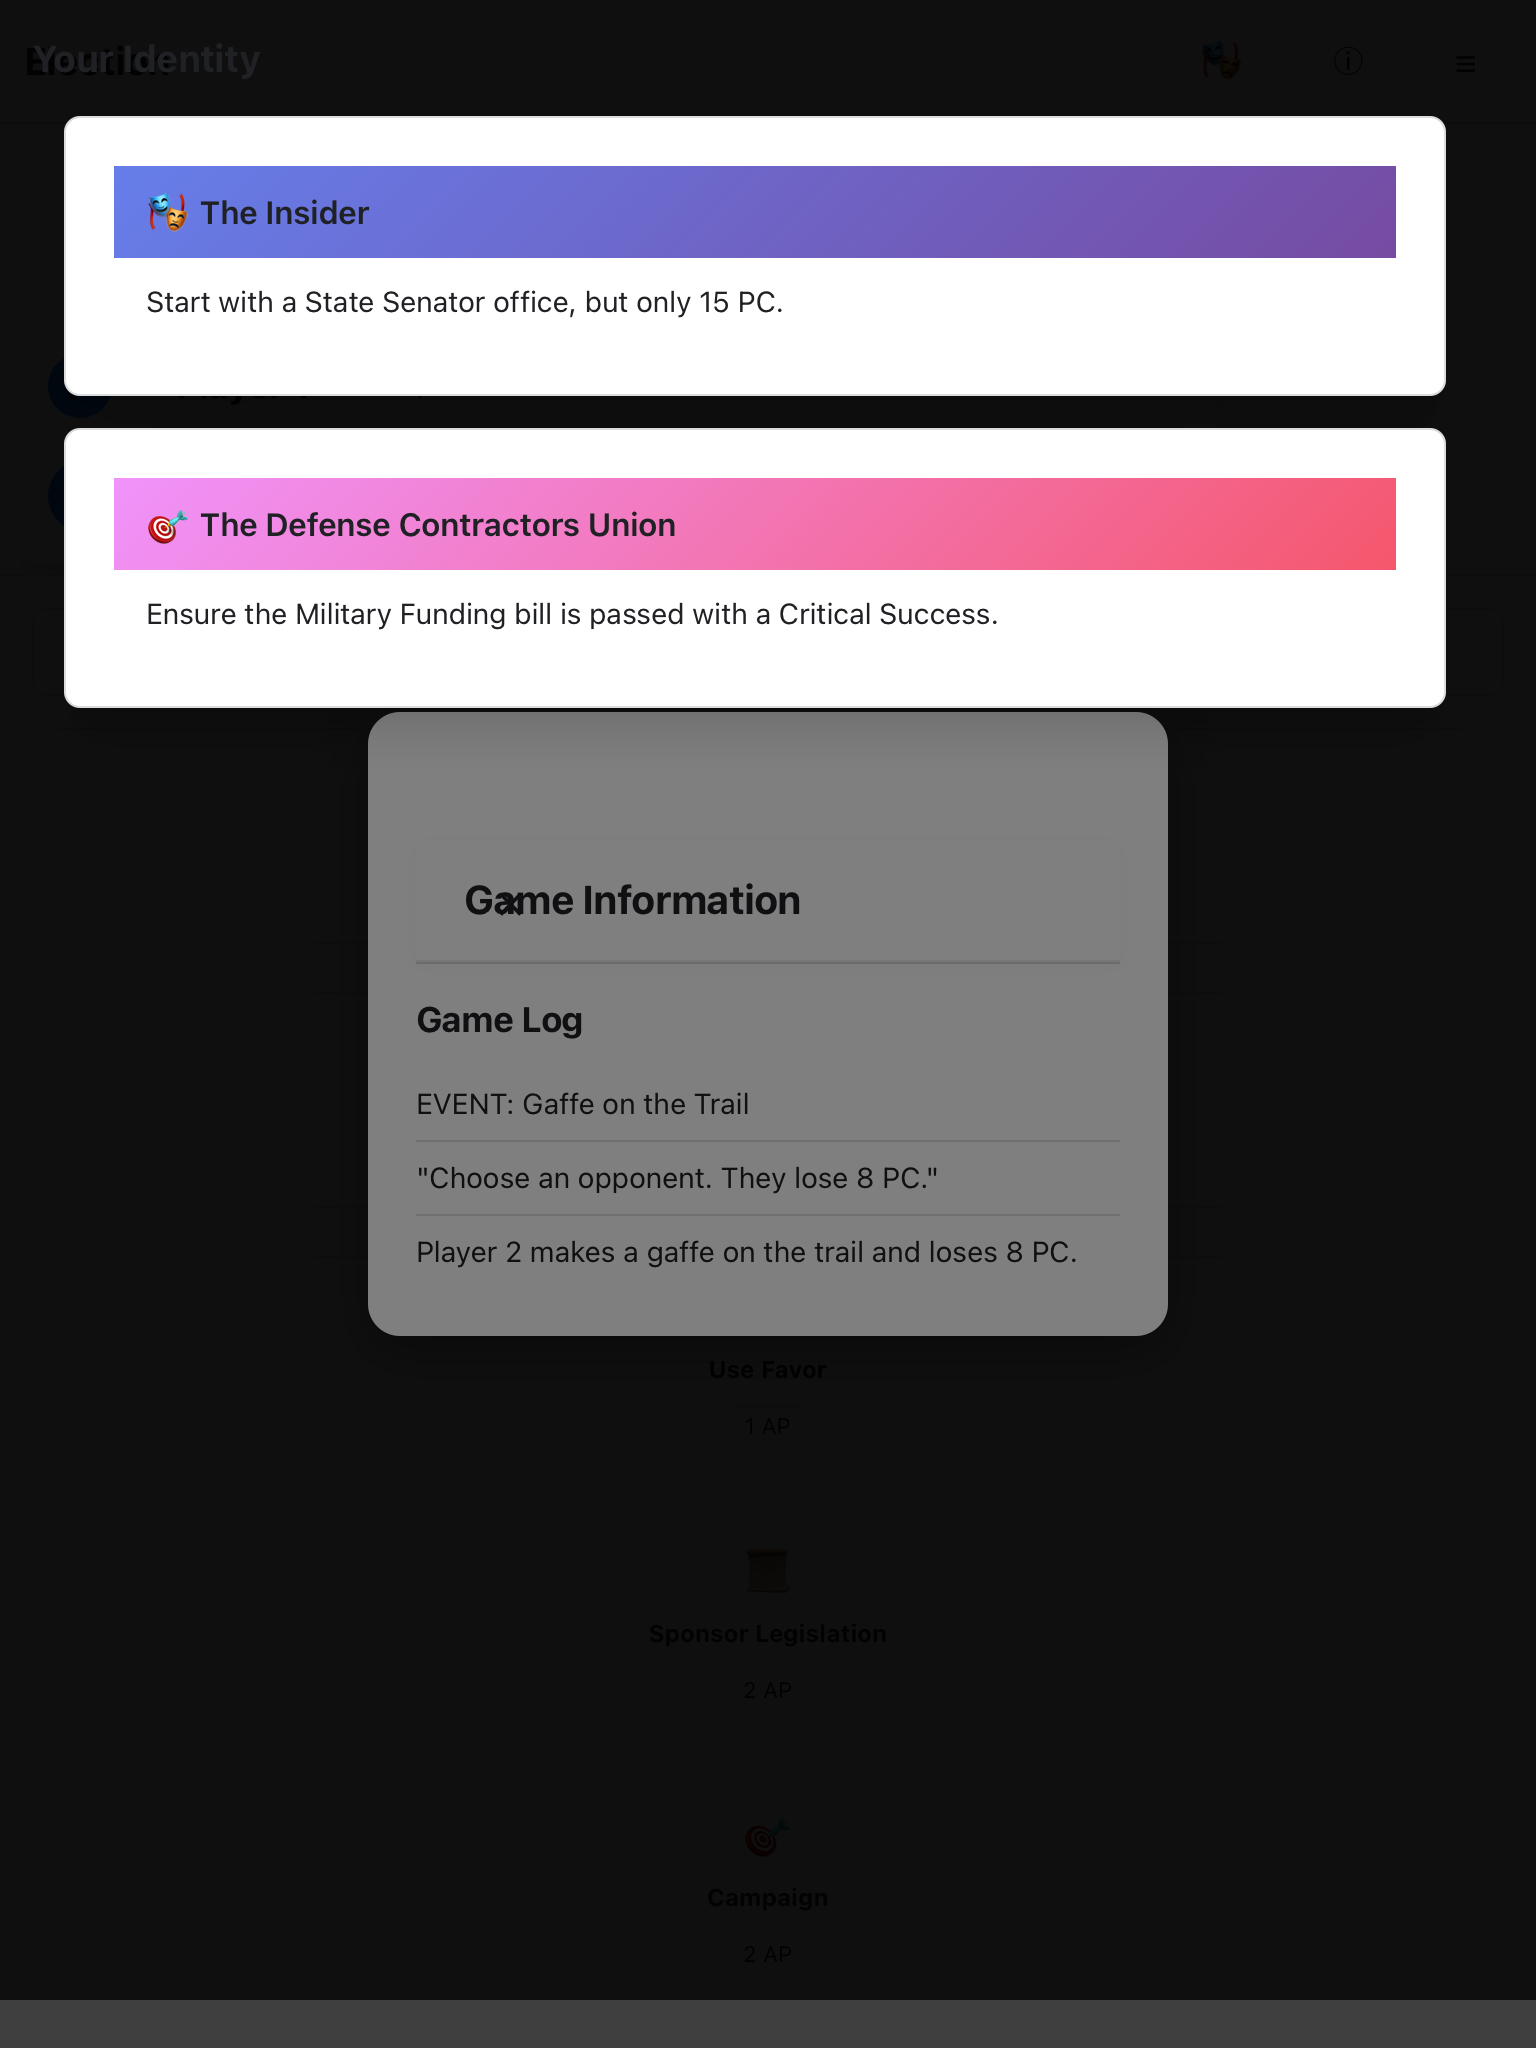 Your Identity
The Insider
Start with a State Senator office, but only 15 PC.
The Defense Contractors Union
Ensure the Military Funding bill is passed with a Critical Success.
Game Information
Game Log
EVENT: Gaffe on the Trail
"Choose an opponent. They lose 8 PC."
Player 2 makes a gaffe on the trail and loses 8 PC.
Use Favor
1 AP
Sponsor Legislation
2 AP
Campaign
2 AP